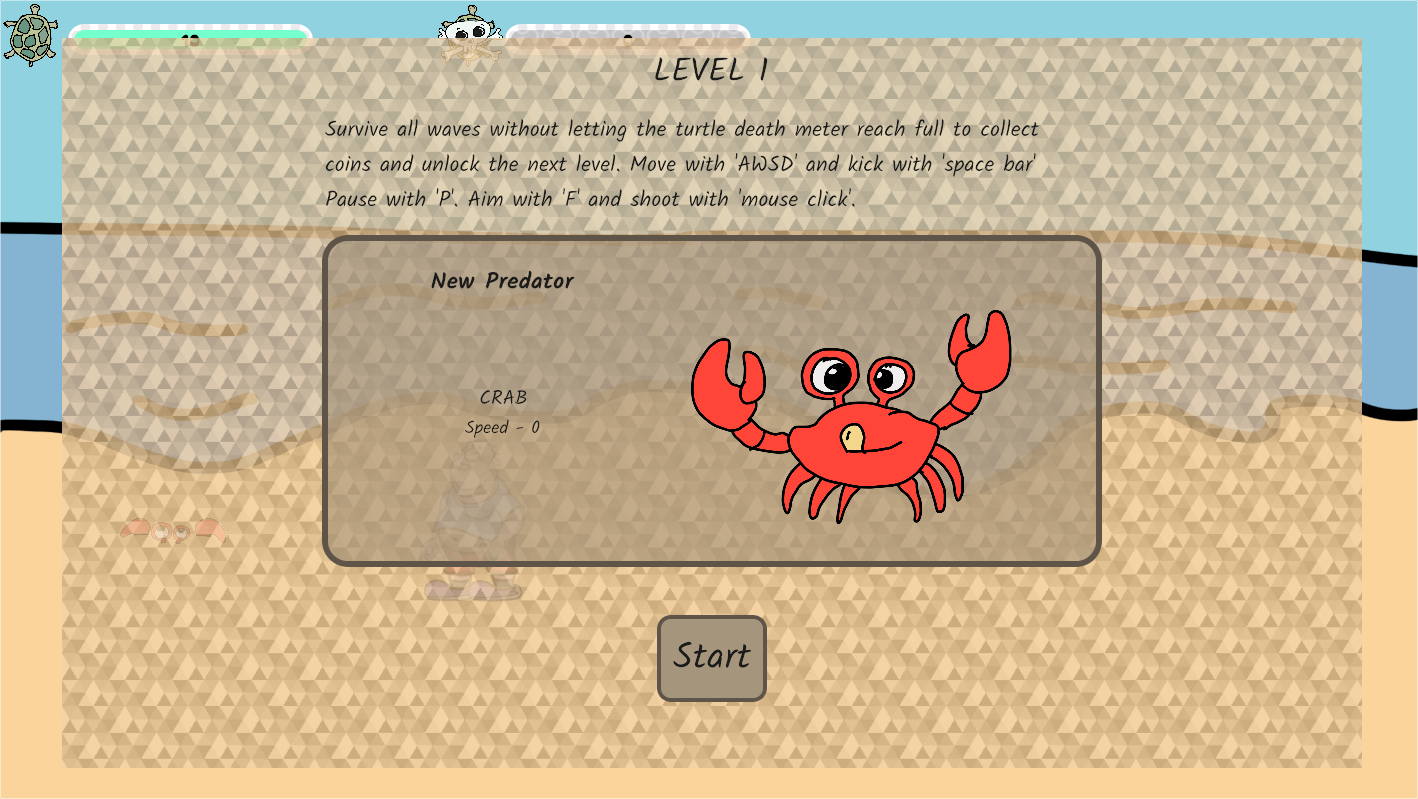 LEVEL 1
Survive all waves without letting the turtle death meter reach full to collect
coins and unlock the next level. Move with 'AWSD' and kick with 'space bar'
Pause with 'P'. Aim with 'F' and shoot with 'mouse click'.
New Predator
CRAB
Speed - 0
Start